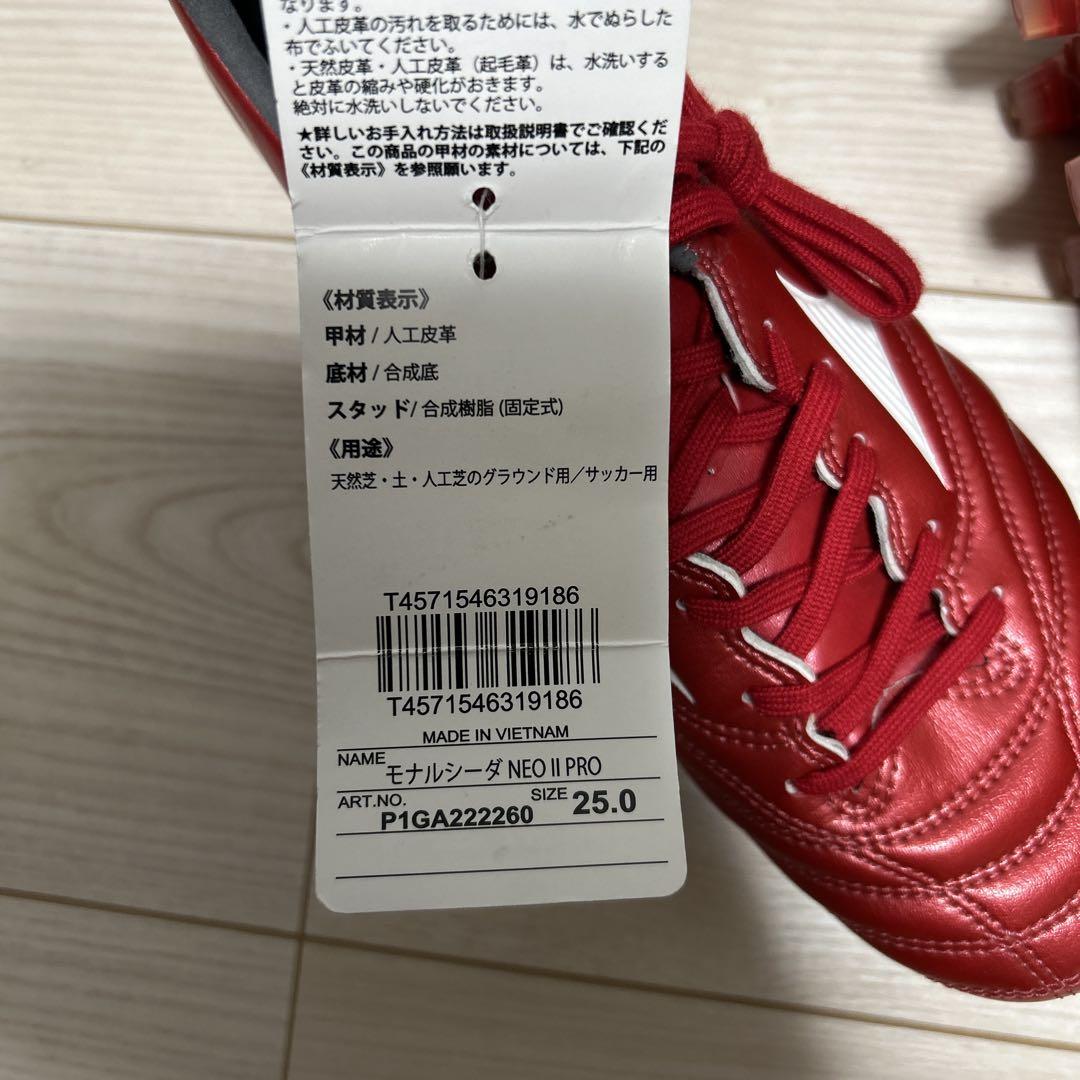 なります。
・人工皮革の汚れを取るためには、水でぬらした
布でふいてください。
・天然皮革・人工皮革（起毛革）は、水洗いする
と皮革の縮みや硬化がおきます。
絶対に水洗いしないでください。
★詳しいお手入れ方法は取扱説明書でご確認くだ
さい。この商品の甲材の素材については、下記の
《材質表示》を参照願います。
《材質表示》
甲材 / 人工皮革
底材 / 合成底
スタッド/ 合成樹脂 (固定式)
《用途》
天然芝・土・人工芝のグラウンド用／サッカー用
T4571546319186
T4571546319186
MADE IN VIETNAM
NAME モナルシーダ NEO II PRO
ART.NO. P1GA222260 SIZE 25.0